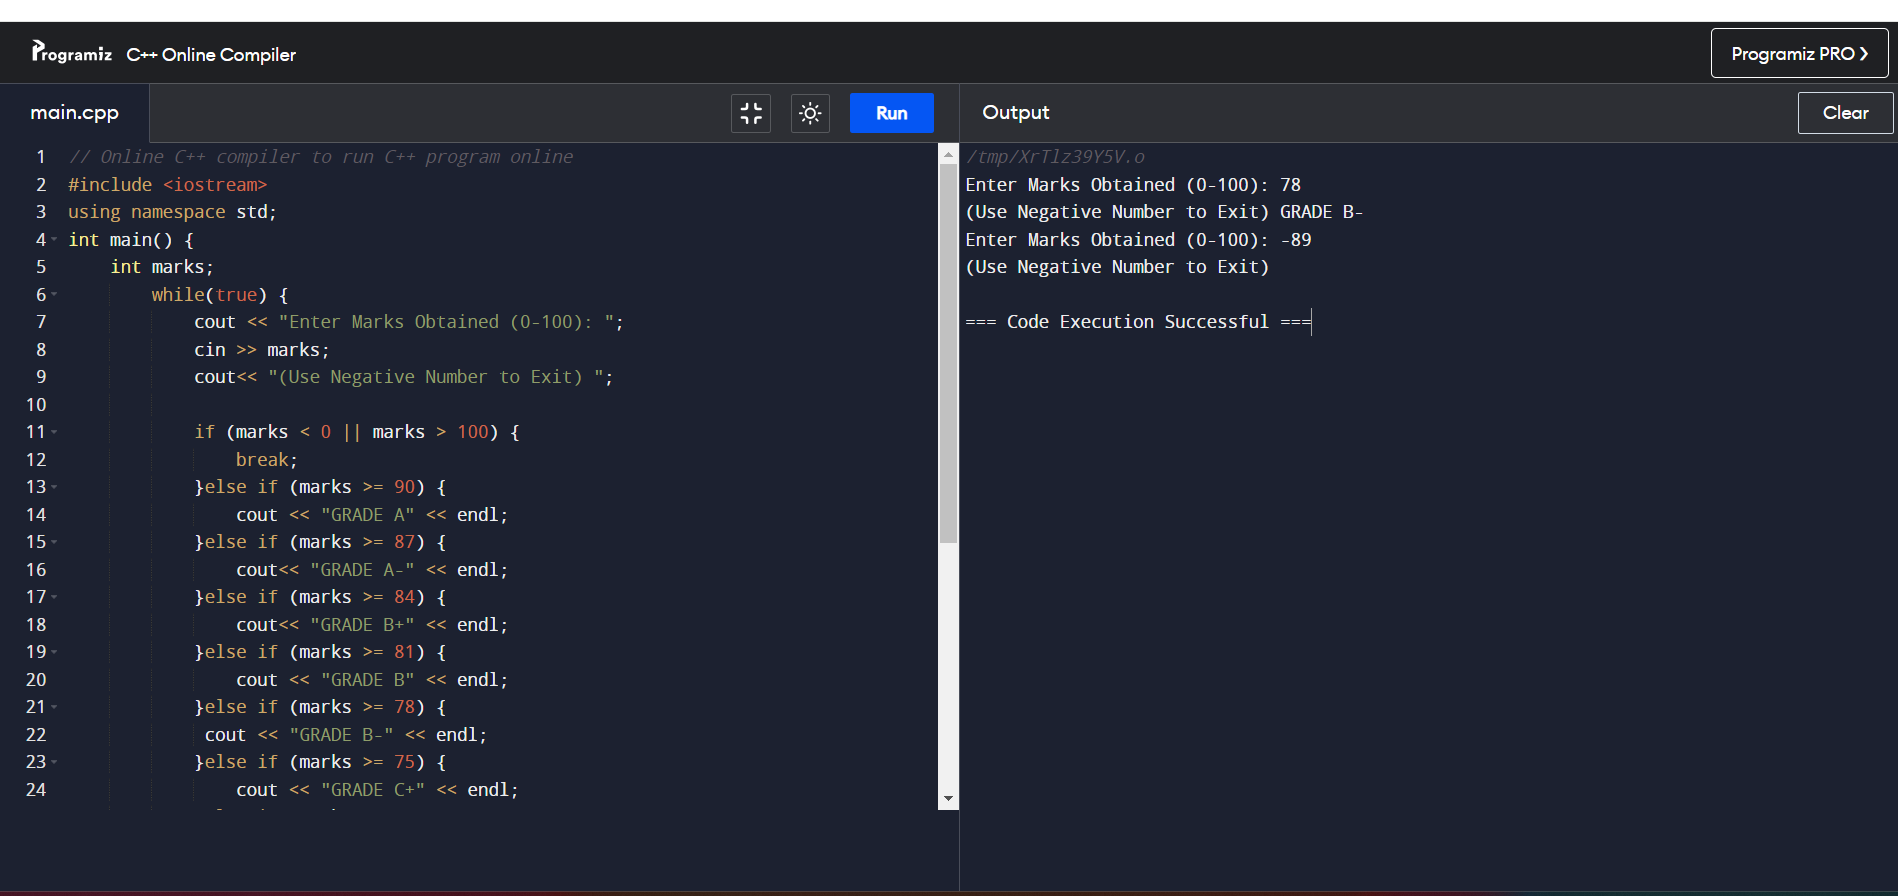 Programiz C++ Online Compiler
Programiz PRO ❯
main.cpp
Run
Output
Clear
1 // Online C++ compiler to run C++ program online
2 #include <iostream>
3 using namespace std;
4 int main() {
5     int marks;
6         while(true) {
7             cout << "Enter Marks Obtained (0-100): ";
8             cin >> marks;
9             cout<< "(Use Negative Number to Exit) ";
10
11             if (marks < 0 || marks > 100) {
12                 break;
13             }else if (marks >= 90) {
14                 cout << "GRADE A" << endl;
15             }else if (marks >= 87) {
16                 cout<< "GRADE A-" << endl;
17             }else if (marks >= 84) {
18                 cout<< "GRADE B+" << endl;
19             }else if (marks >= 81) {
20                 cout << "GRADE B" << endl;
21             }else if (marks >= 78) {
22              cout << "GRADE B-" << endl;
23             }else if (marks >= 75) {
24                 cout << "GRADE C+" << endl;
/tmp/XrTlz39Y5V.o
Enter Marks Obtained (0-100): 78
(Use Negative Number to Exit) GRADE B-
Enter Marks Obtained (0-100): -89
(Use Negative Number to Exit)
=== Code Execution Successful ===